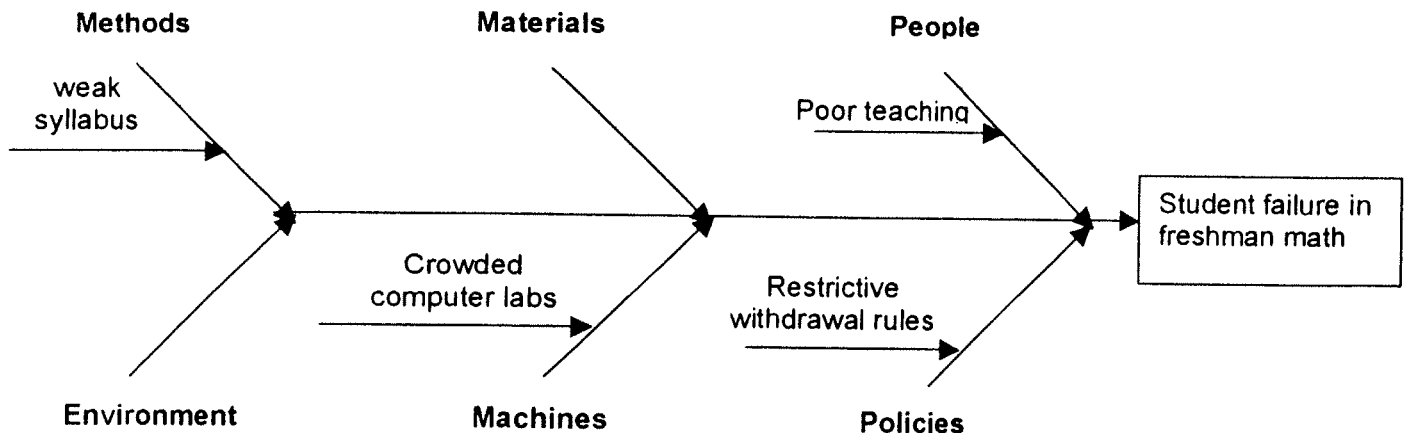 Methods
Materials
People
weak
syllabus
Poor teaching
Student failure in
freshman math
Crowded
computer labs
Restrictive
withdrawal rules
Environment
Machines
Policies